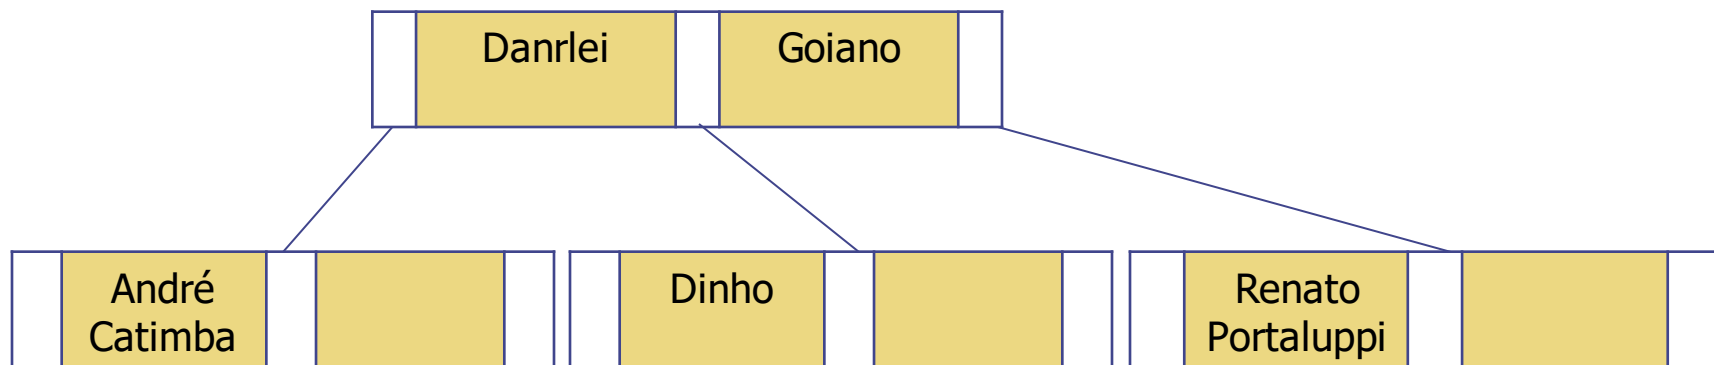 Danrlei
Goiano
André
Catimba
Dinho
Renato
Portaluppi